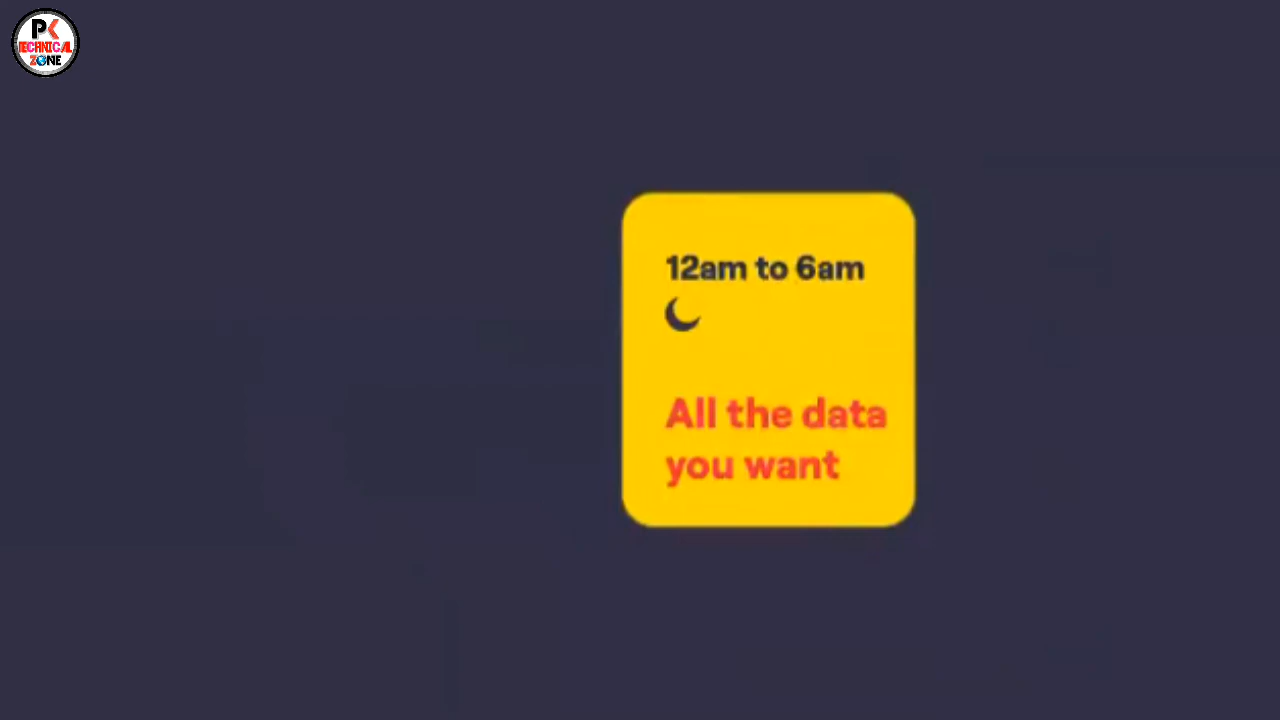 PK
TECHNICAL
ZONE
12am to 6am
All the data
you want